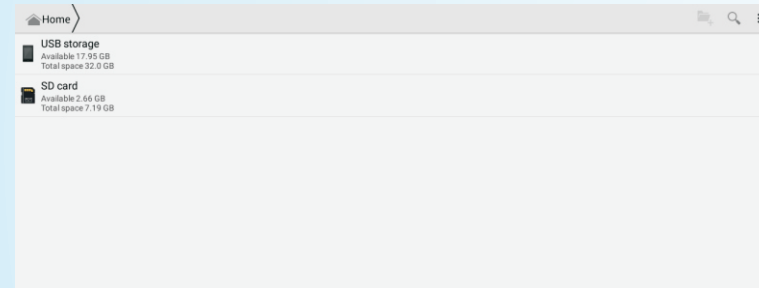 Home
USB storage
Available 17.95 GB
Total space 32.0 GB
SD card
Available 2.66 GB
Total space 7.19 GB